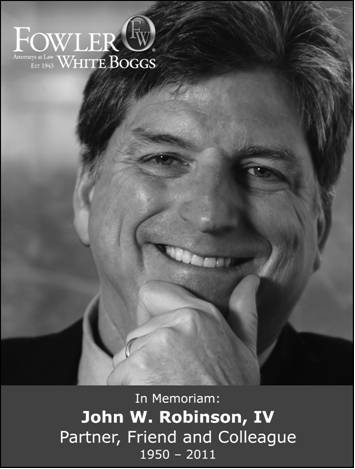 FOWLER
Attorneys at Law
EST 1943
WHITE BOGGS
FW
In Memoriam:
John W. Robinson, IV
Partner, Friend and Colleague
1950 – 2011